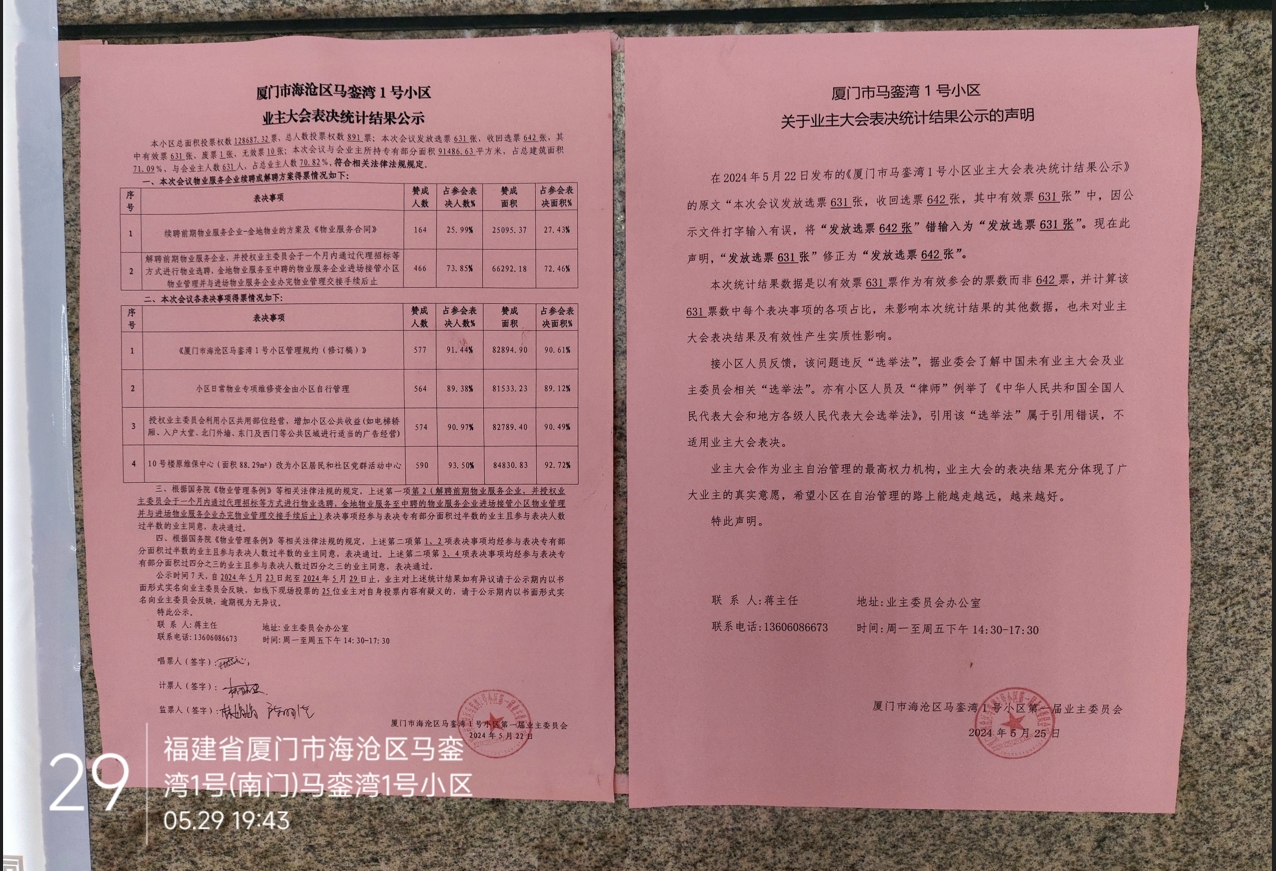 厦门市海沧区马銮湾1号小区
业主大会表决统计结果公示
本小区总面积投票权数128687.12票,总人数投票权数891票;本次会议发放选票631张,收回选票642张,其
中有效票631张、废票1张,无效票10张;本次会议与会业主所持专有部分面积91486.63平方米,占总建筑面积
71.09%,与会业主人数631人,占总业主人数70.82%,符合相关法律法规规定。
一、本次会议物业服务企业续聘或解聘方案得票情况如下:
序号 表决事项 赞成人数 占参会表决人数% 赞成面积 占参会表决面积%
1 续聘前期物业服务企业-金地物业的方案及《物业服务合同》 164 25.99% 25095.37 27.43%
2 解聘前期物业服务企业,并授权业主委员会于一个月内通过代理招标等
方式进行物业选聘,金地物业服务至中聘的物业服务企业进场接管小区 466 73.85% 66292.18 72.46%
物业管理并与进场物业服务企业办完物业管理交接手续后止
二、本次会议各表决事项得票情况如下:
序号 表决事项 赞成人数 占参会表决人数% 赞成面积 占参会表决面积%
1 《厦门市海沧区马銮湾1号小区管理规约(修订稿)》 577 91.44% 82894.90 90.61%
2 小区日常物业专项维修资金由小区自行管理 564 89.38% 81533.23 89.12%
3 授权业主委员会利用小区共用部位经营,增加小区公共收益(如电梯轿
厢、入户大堂、北门外墙、东门及西门等公共区域进行适当的广告经营) 574 90.97% 82789.40 90.49%
4 10号楼原维保中心(面积88.29m²)改为小区居民和社区党群活动中心 590 93.50% 84830.83 92.72%
三、根据国务院《物业管理条例》等相关法律法规的规定,上述第一项第2(解聘前期物业服务企业,并授权业
主委员会于一个月内通过代理招标等方式进行物业选聘,金地物业服务至中聘的物业服务企业进场接管小区物业管理
并与进场物业服务企业办完物业管理交接手续后止)表决事项经参与表决专有部分面积过半数的业主且参与表决人数
过半数的业主同意,表决通过。
四、根据国务院《物业管理条例》等相关法律法规的规定,上述第二项第1、2项表决事项均经参与表决专有部
分面积过半数的业主且参与表决人数过半数的业主同意,表决通过。上述第二项第3、4项表决事项均经参与表决专
有部分面积过四分之三的业主且参与表决人数过四分之三的业主同意,表决通过。
公示时间7天,自2024年5月23日起至2024年5月29日止,业主对上述统计结果如有异议请于公示期内以书
面形式实名向业主委员会反映,如线下现场投票的25位业主对自身投票内容有疑义的,请于公示期内以书面形式实
名向业主委员会反映,逾期视为无异议。
特此公示。
联 系 人:蒋主任 地址:业主委员会办公室
联系电话:13606086673 时间:周一至周五下午14:30-17:30
唱票人(签字):
计票人(签字):
监票人(签字):
厦门市海沧区马銮湾1号小区第一届业主委员会
2024年5月22日
厦门市马銮湾1号小区
关于业主大会表决统计结果公示的声明
在2024年5月22日发布的《厦门市马銮湾1号小区业主大会表决统计结果公示》
的原文“本次会议发放选票631张,收回选票642张,其中有效票631张”中,因公
示文件打字输入有误,将“发放选票642张”错输入为“发放选票631张”。现在此
声明,“发放选票631张”修正为“发放选票642张”。
本次统计结果数据是以有效票631票作为有效参会的票数而非642票,并计算该
631票数中每个表决事项的各项占比,未影响本次统计结果的其他数据,也未对业主
大会表决结果及有效性产生实质性影响。
接小区人员反馈,该问题违反“选举法”,据业委会了解中国未有业主大会及业
主委员会相关“选举法”。亦有小区人员及“律师”例举了《中华人民共和国全国人
民代表大会和地方各级人民代表大会选举法》,引用该“选举法”属于引用错误,不
适用业主大会表决。
业主大会作为业主自治管理的最高权力机构,业主大会的表决结果充分体现了广
大业主的真实意愿,希望小区在自治管理的路上能越走越远,越来越好。
特此声明。
联 系 人:蒋主任 地址:业主委员会办公室
联系电话:13606086673 时间:周一至周五下午14:30-17:30
厦门市海沧区马銮湾1号小区第一届业主委员会
2024年5月25日
29
福建省厦门市海沧区马銮
湾1号(南门)马銮湾1号小区
05.29 19:43